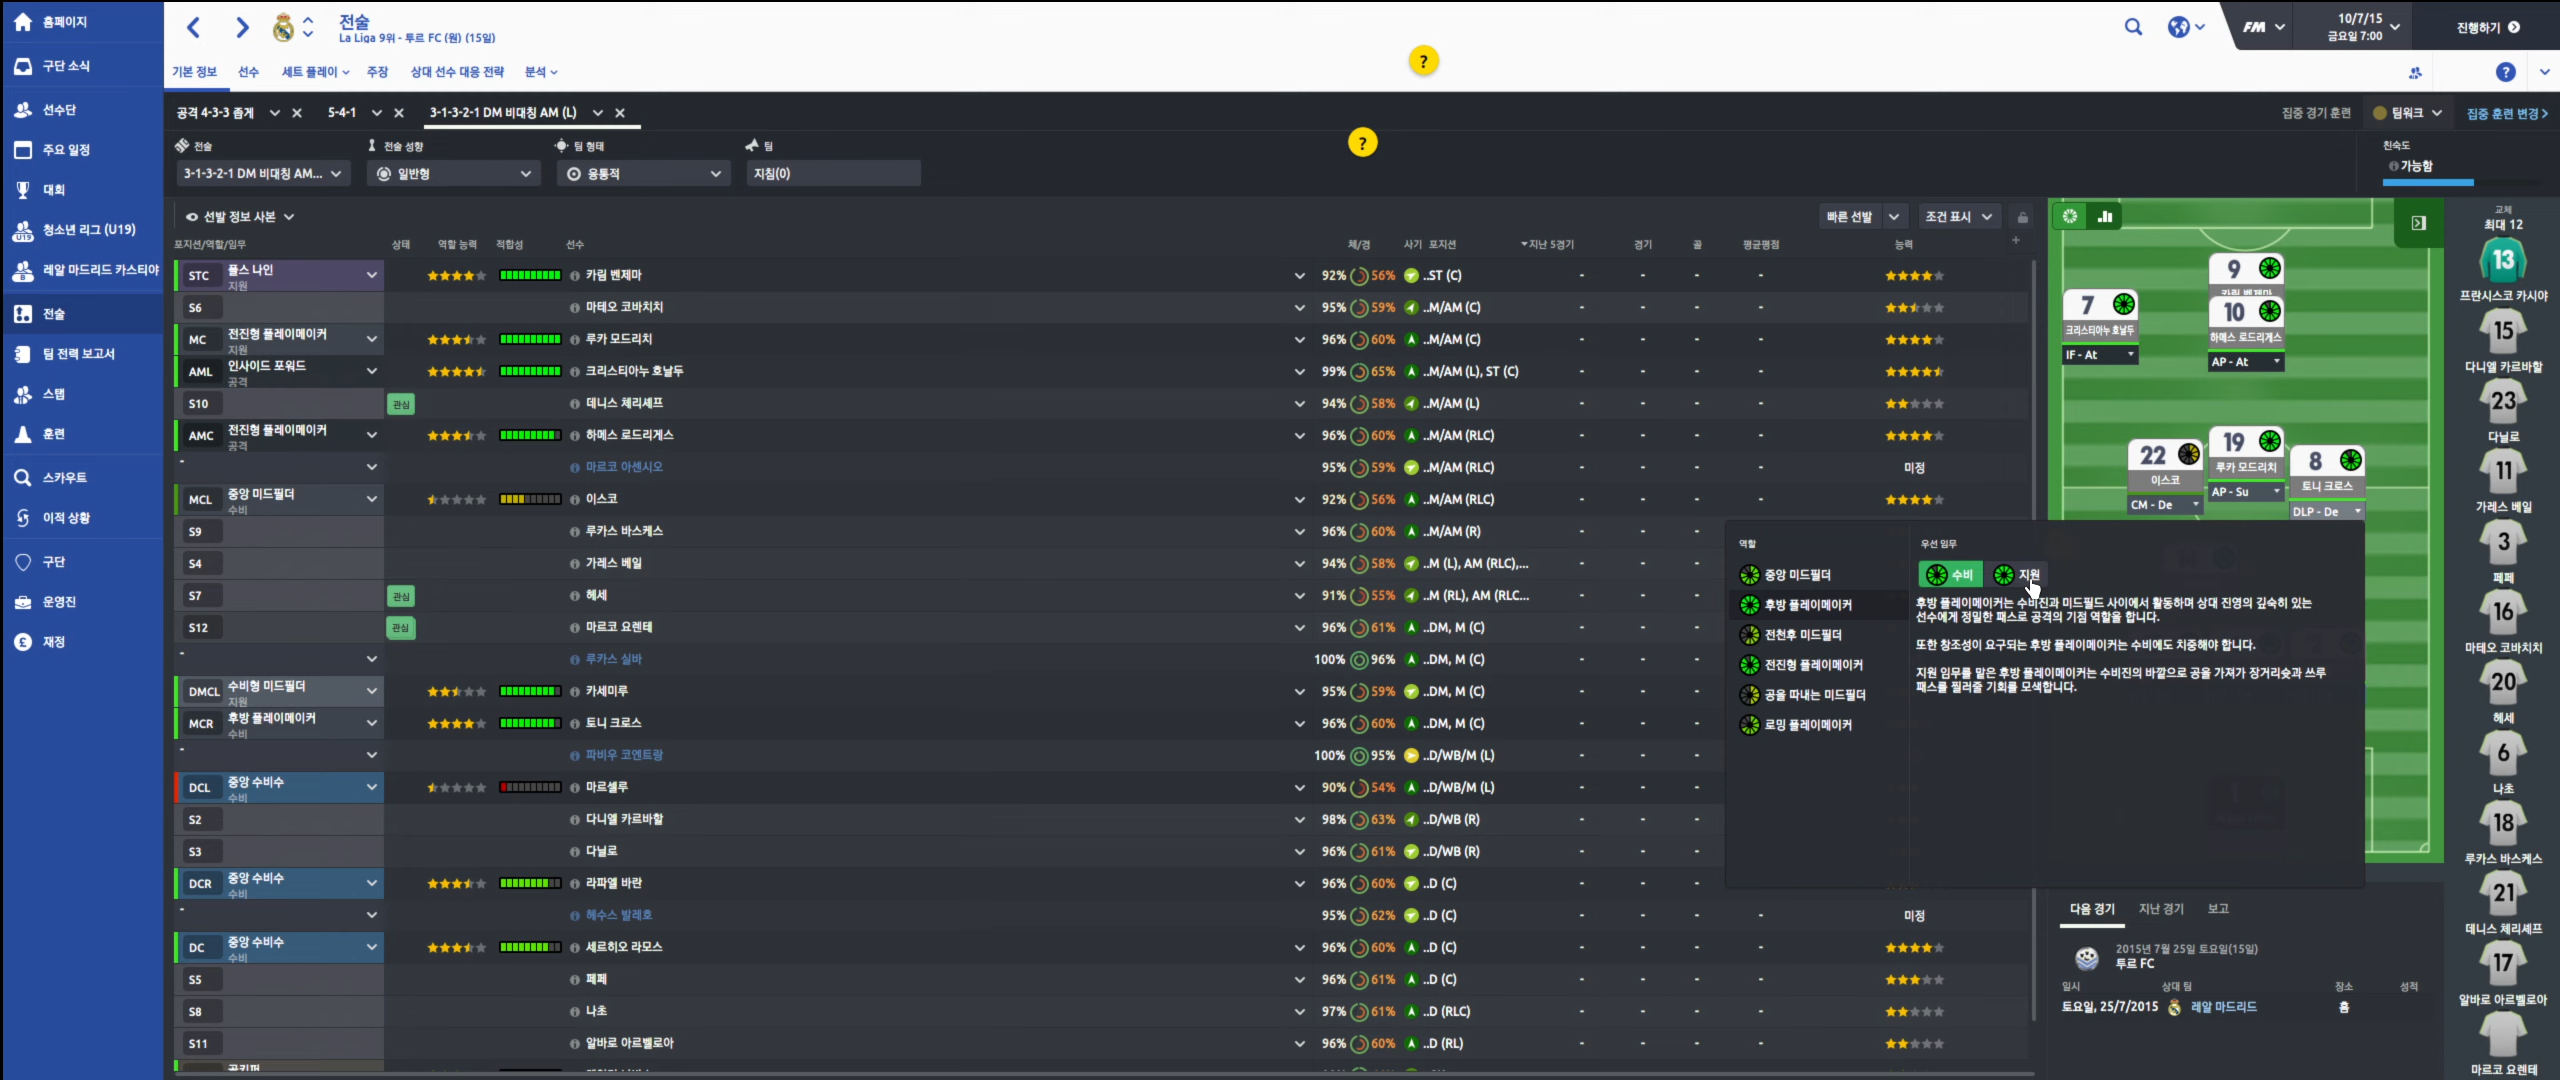 홈페이지
구단 소식
선수단
주요 일정
대회
청소년 리그 (U19)
레알 마드리드 카스티야
전술
팀 전력 보고서
스탭
훈련
스카우트
이적 상황
구단
운영진
재정
전술
La Liga 9위 - 투르 FC (원) (15일)
FM
10/7/15
금요일 7:00
진행하기
기본 정보 선수 세트 플레이 주장 상대 선수 대응 전략 분석
?
?
공격 4-3-3 좁게 5-4-1 3-1-3-2-1 DM 비대칭 AM (L)
집중 경기 훈련 팀워크 집중 훈련 변경
전술 전술 성향 팀 형태 팀
3-1-3-2-1 DM 비대칭 AM... 일반형 융통적 지침(0)
?
친숙도
가능함
선발 정보 사본
빠른 선발 조건 표시
포지션/역할/임무 상태 역할 능력 적합성 선수 체/경 사기 포지션 지난 5경기 경기 골 평균평점 능력
STC 폴스 나인 지원 카림 벤제마 92% 56% ..ST (C) - - - -
S6 마테오 코바치치 95% 59% ..M/AM (C) - - - -
MC 전진형 플레이메이커 지원 루카 모드리치 96% 60% ..M/AM (C) - - - -
AML 인사이드 포워드 공격 크리스티아누 호날두 99% 65% ..M/AM (L), ST (C) - - - -
S10 관심 데니스 체리셰프 94% 58% ..M/AM (L) - - - -
AMC 전진형 플레이메이커 공격 하메스 로드리게스 96% 60% ..M/AM (RLC) - - - -
- 마르코 아센시오 95% 59% ..M/AM (RLC) - - - - 미정
MCL 중앙 미드필더 수비 이스코 92% 56% ..M/AM (RLC) - - - -
S9 루카스 바스케스 96% 60% ..M/AM (R) - - -
S4 가레스 베일 94% 58% ..M (L), AM (RLC),... - - -
S7 관심 헤세 91% 55% ..M (RL), AM (RLC... - - -
S12 관심 마르코 요렌테 96% 61% ..DM, M (C) - - -
- 루카스 실바 100% 96% ..DM, M (C) - - -
DMCL 수비형 미드필더 지원 카세미루 95% 59% ..DM, M (C) - - -
MCR 후방 플레이메이커 수비 토니 크로스 96% 60% ..DM, M (C) - - -
- 파비우 코엔트랑 100% 95% ..D/WB/M (L) - - -
DCL 중앙 수비수 수비 마르셀루 90% 54% ..D/WB/M (L) - - -
S2 다니엘 카르바할 98% 63% ..D/WB (R) - - -
S3 다닐로 96% 61% ..D/WB (R) - - -
DCR 중앙 수비수 수비 라파엘 바란 96% 60% ..D (C) - - -
- 헤수스 발레호 95% 62% ..D (C) - - - - 미정
DC 중앙 수비수 수비 세르히오 라모스 96% 60% ..D (C) - - - -
S5 페페 96% 61% ..D (C) - - - -
S8 나초 97% 61% ..D (RLC) - - - -
S11 알바로 아르벨로아 96% 60% ..D (RL) - - - -
골키퍼
9
카림 벤제마
7
크리스티아누 호날두
IF - At
10
하메스 로드리게스
AP - At
22
이스코
CM - De
19
루카 모드리치
AP - Su
8
토니 크로스
DLP - De
역할
중앙 미드필더
후방 플레이메이커
전천후 미드필더
전진형 플레이메이커
공을 따내는 미드필더
로밍 플레이메이커
우선 임무
수비 지원
후방 플레이메이커는 수비진과 미드필드 사이에서 활동하며 상대 진영의 깊숙히 있는
선수에게 정밀한 패스로 공격의 기점 역할을 합니다.
또한 창조성이 요구되는 후방 플레이메이커는 수비에도 치중해야 합니다.
지원 임무를 맡은 후방 플레이메이커는 수비진의 바깥으로 공을 가져가 장거리슛과 쓰루
패스를 찔러줄 기회를 모색합니다.
다음 경기 지난 경기 보고
2015년 7월 25일 토요일(15일)
투르 FC
일시 상대 팀 장소 성적
토요일, 25/7/2015 레알 마드리드 홈
교체
최대 12
13
프란시스코 카시야
15
다니엘 카르바할
23
다닐로
11
가레스 베일
3
페페
16
마테오 코바치치
20
헤세
6
나초
18
루카스 바스케스
21
데니스 체리셰프
17
알바로 아르벨로아
마르코 요렌테